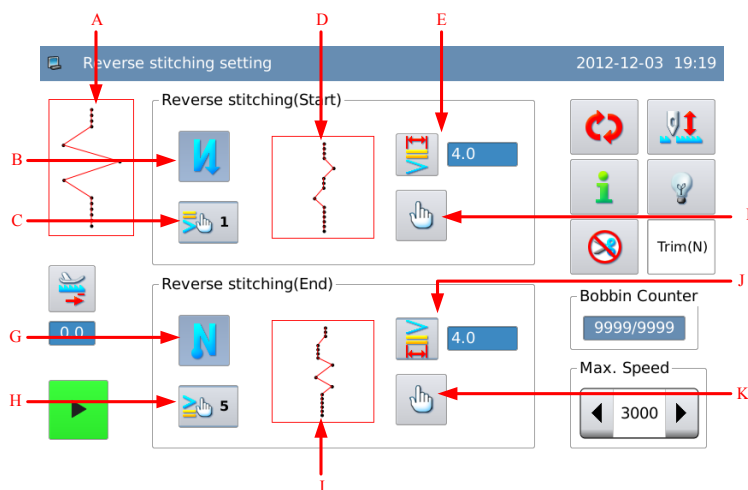 A
D
E
Reverse stitching setting
2012-12-03 19:19
Reverse stitching(Start)
B
4.0
C
1
Trim(N)
Reverse stitching(End)
J
Bobbin Counter
0.0
G
4.0
9999/9999
Max. Speed
H
5
K
3000
I